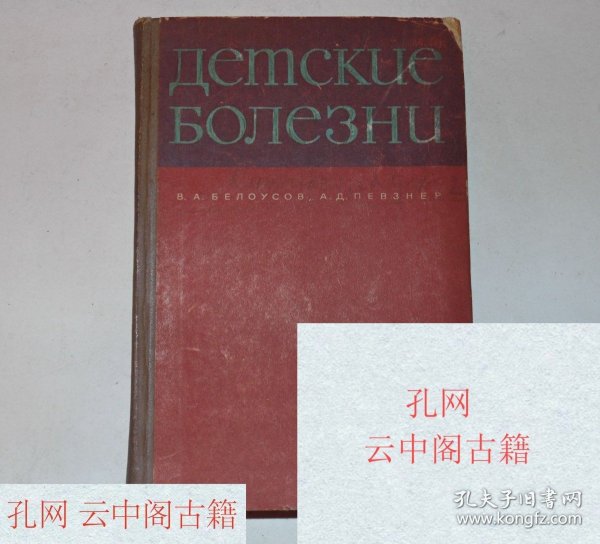 Детские
Болезни
В. А. БЕЛОУСОВ, А. Д. ПЕВЗНЕР
孔网
云中阁古籍
孔网 云中阁古籍
孔夫子旧书网
www.kongfz.com